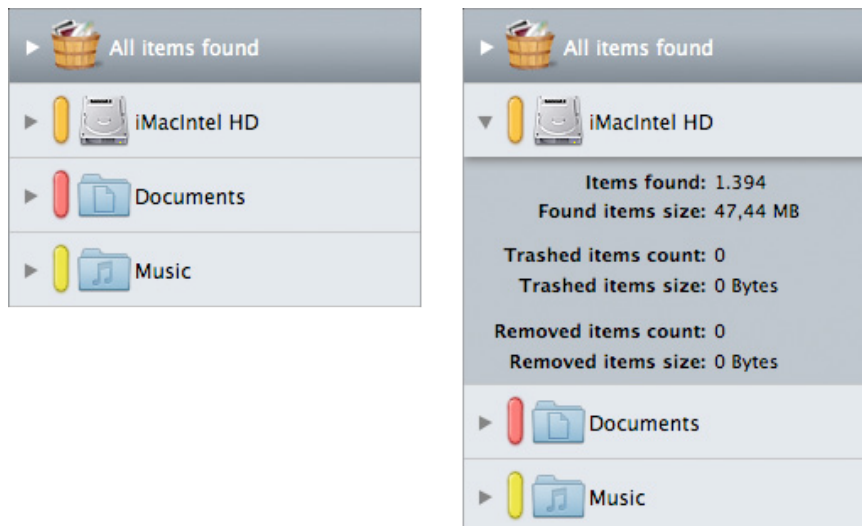 All items found
iMacIntel HD
Documents
Music
All items found
iMacIntel HD
Items found: 1.394
Found items size: 47,44 MB
Trashed items count: 0
Trashed items size: 0 Bytes
Removed items count: 0
Removed items size: 0 Bytes
Documents
Music